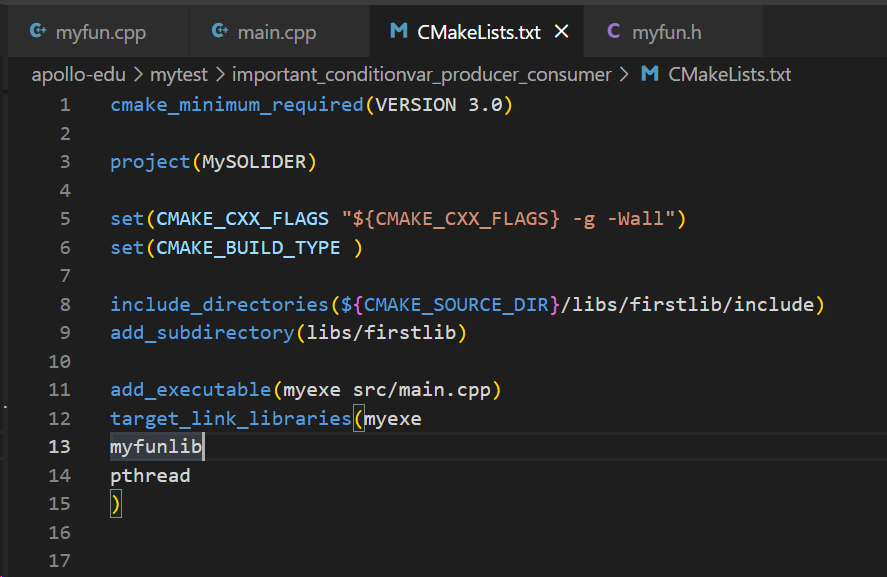 myfun.cpp main.cpp CMakeLists.txt myfun.h
apollo-edu > mytest > important_conditionvar_producer_consumer > CMakeLists.txt
1 cmake_minimum_required(VERSION 3.0)
2
3 project(MySOLIDER)
4
5 set(CMAKE_CXX_FLAGS "${CMAKE_CXX_FLAGS} -g -Wall")
6 set(CMAKE_BUILD_TYPE )
7
8 include_directories(${CMAKE_SOURCE_DIR}/libs/firstlib/include)
9 add_subdirectory(libs/firstlib)
10
11 add_executable(myexe src/main.cpp)
12 target_link_libraries(myexe
13 myfunlib
14 pthread
15 )
16
17